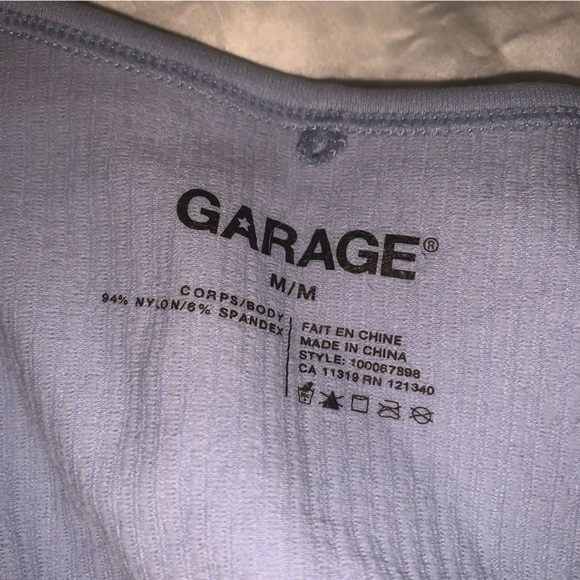 GARAGE®
M/M
CORPS/BODY
94% NYLON/6% SPANDEX
FAIT EN CHINE
MADE IN CHINA
STYLE: 100067898
CA 11319 RN 121340